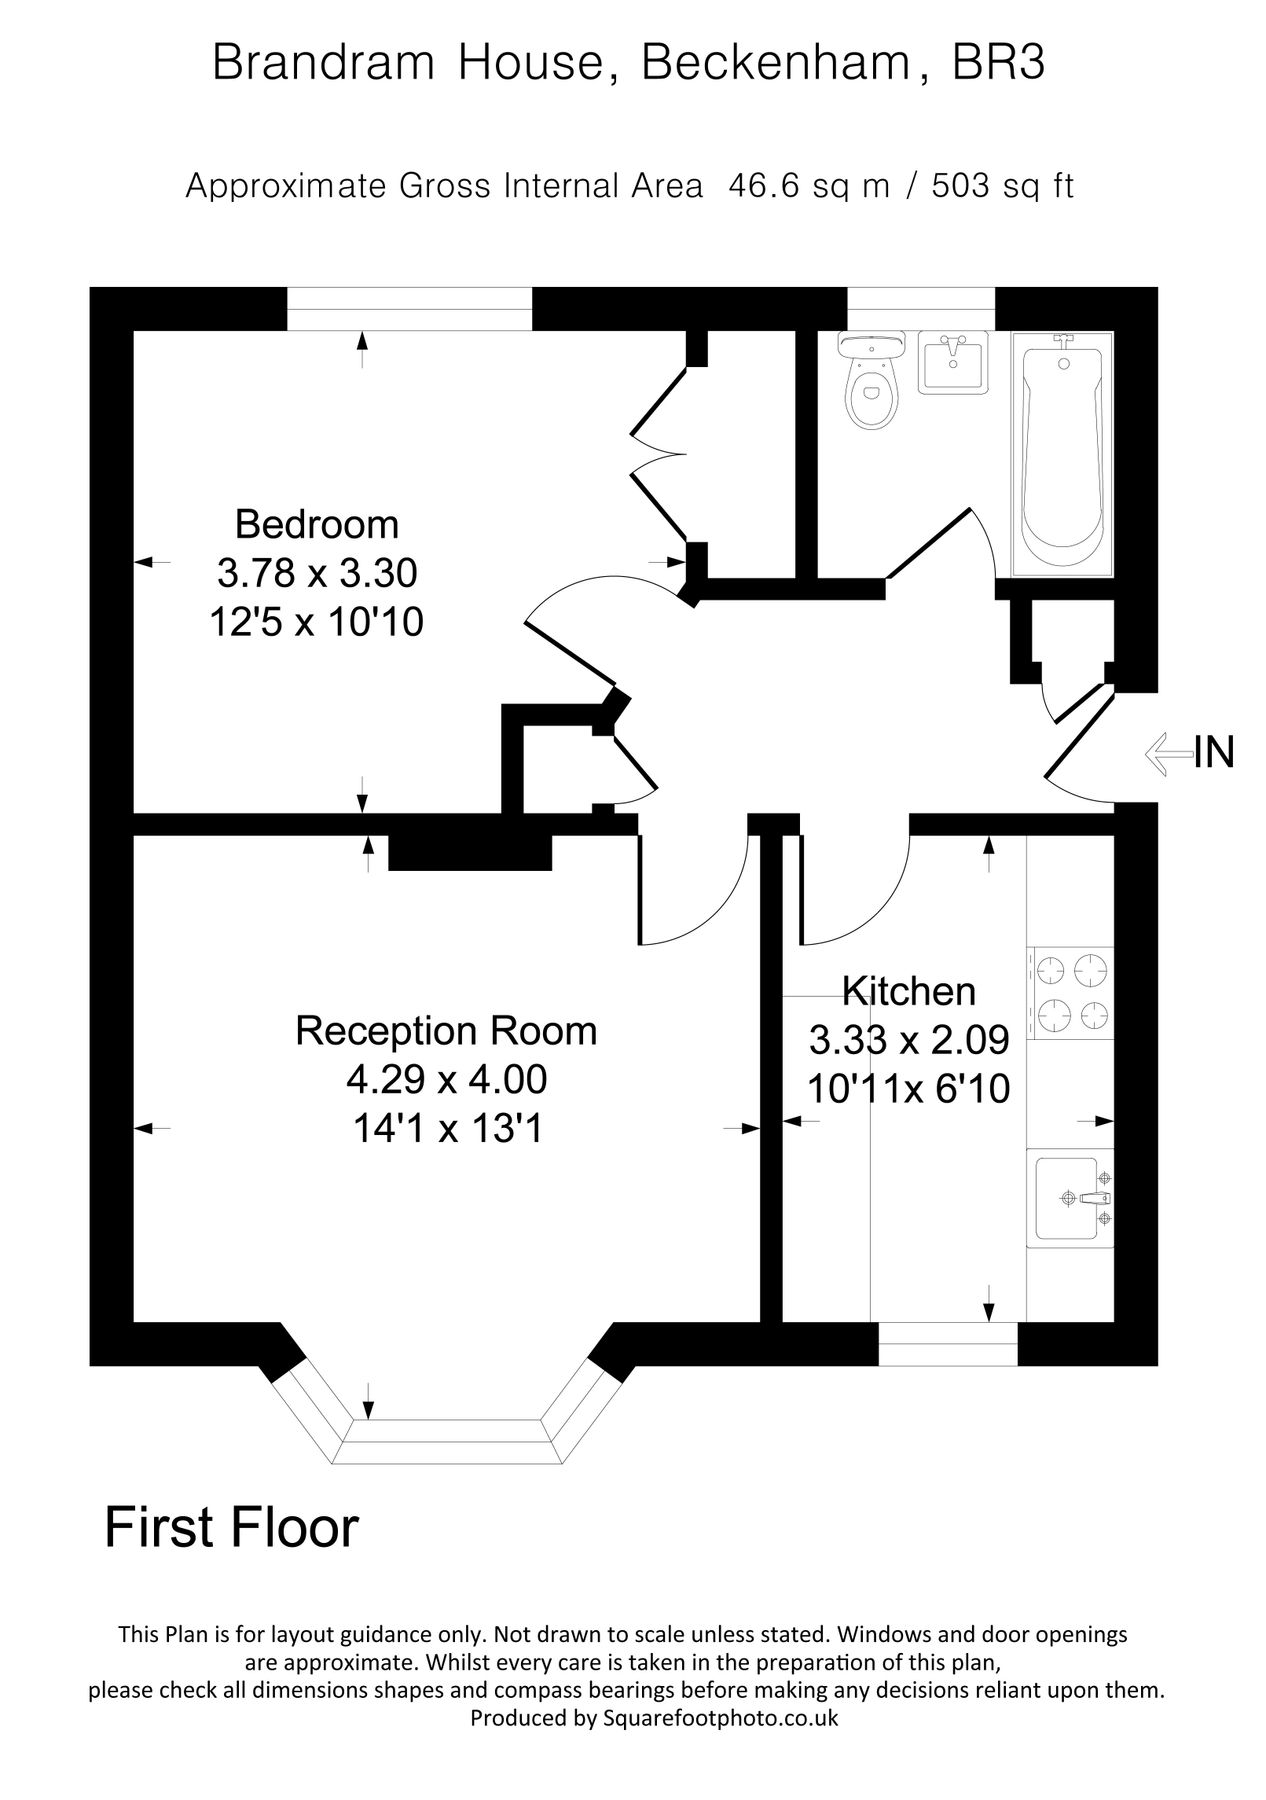 Brandram House, Beckenham, BR3
Approximate Gross Internal Area 46.6 sq m / 503 sq ft
Bedroom
3.78 x 3.30
12'5 x 10'10
IN
Reception Room
4.29 x 4.00
14'1 x 13'1
Kitchen
3.33 x 2.09
10'11x 6'10
First Floor
This Plan is for layout guidance only. Not drawn to scale unless stated. Windows and door openings
are approximate. Whilst every care is taken in the preparation of this plan,
please check all dimensions shapes and compass bearings before making any decisions reliant upon them.
Produced by Squarefootphoto.co.uk